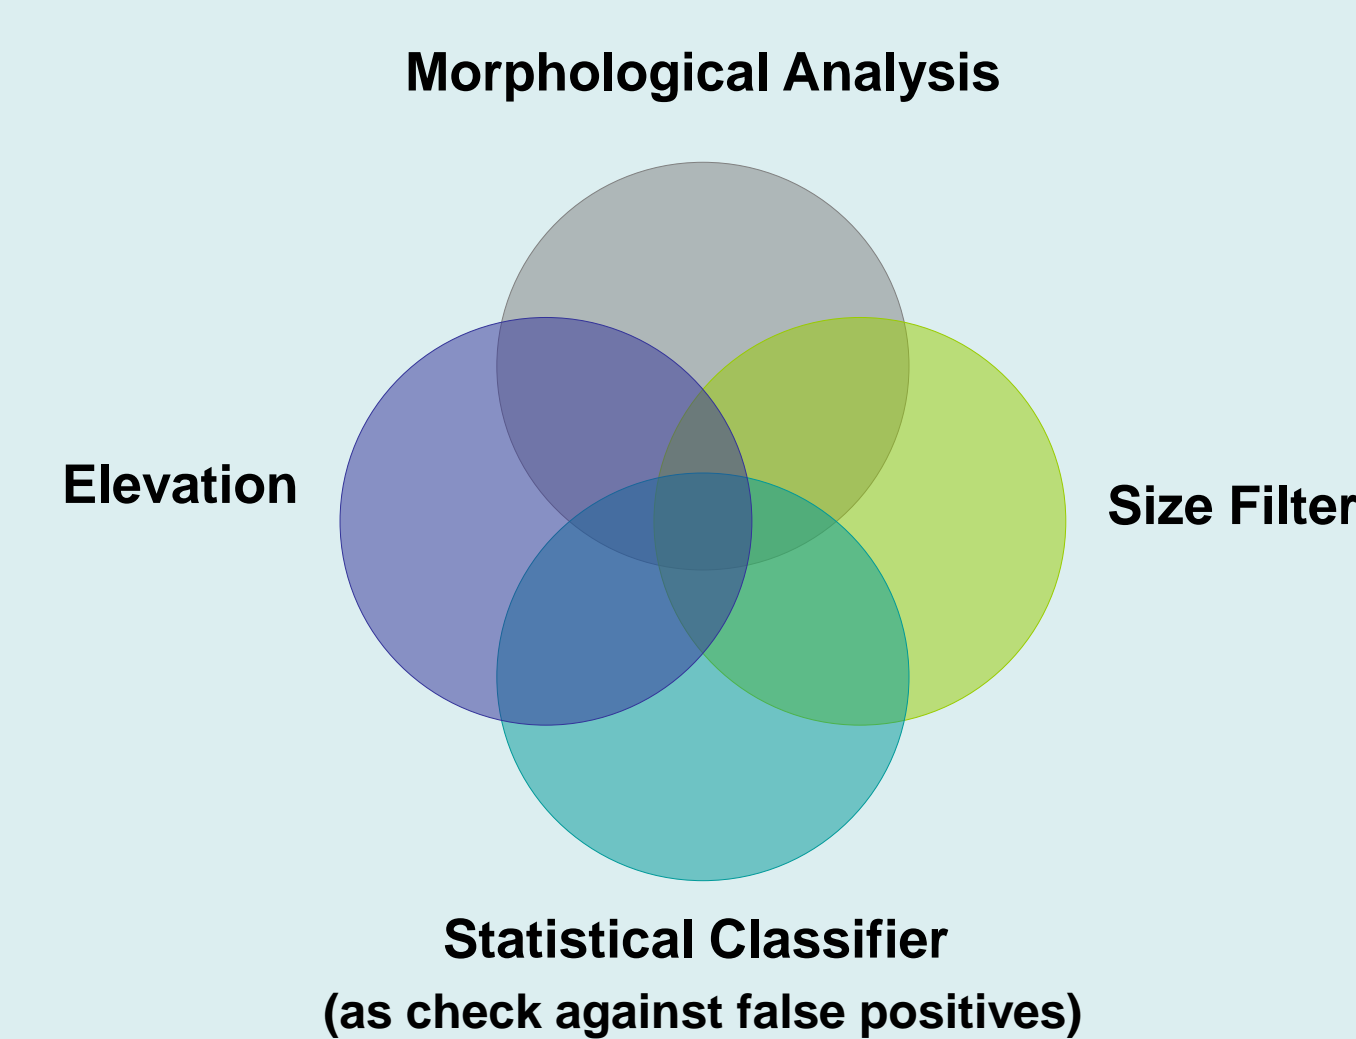 Morphological Analysis
Elevation
Size Filter
Statistical Classifier
(as check against false positives)